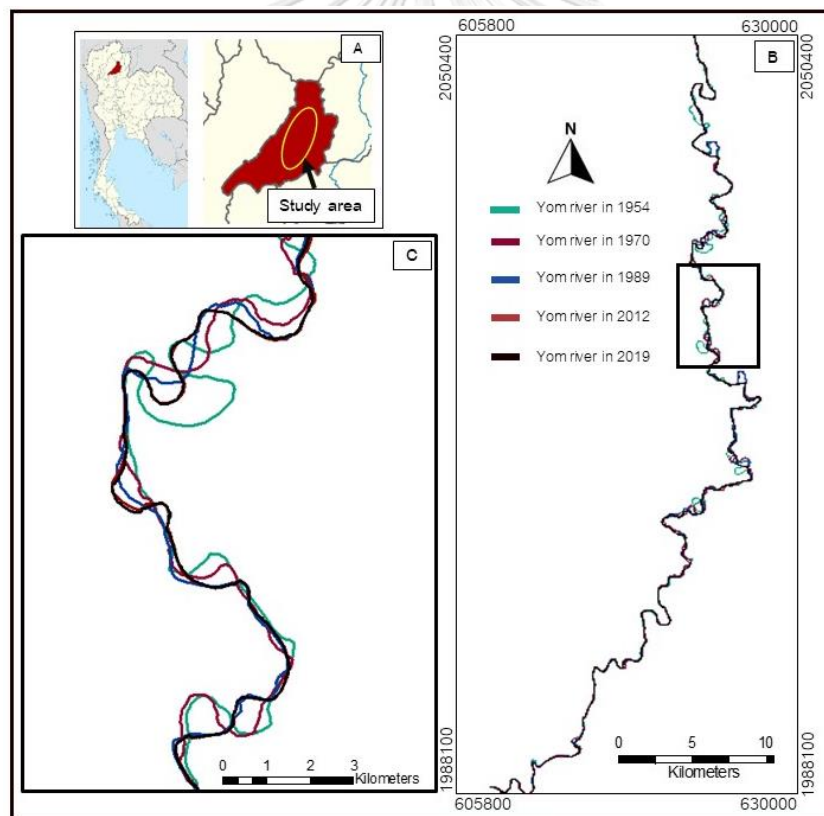 A
Study area
605800
630000
2050400
2050400
B
N
Yom river in 1954
Yom river in 1970
Yom river in 1989
Yom river in 2012
Yom river in 2019
C
0 1 2 3
Kilometers
0 5 10
Kilometers
1988100
1988100
605800
630000